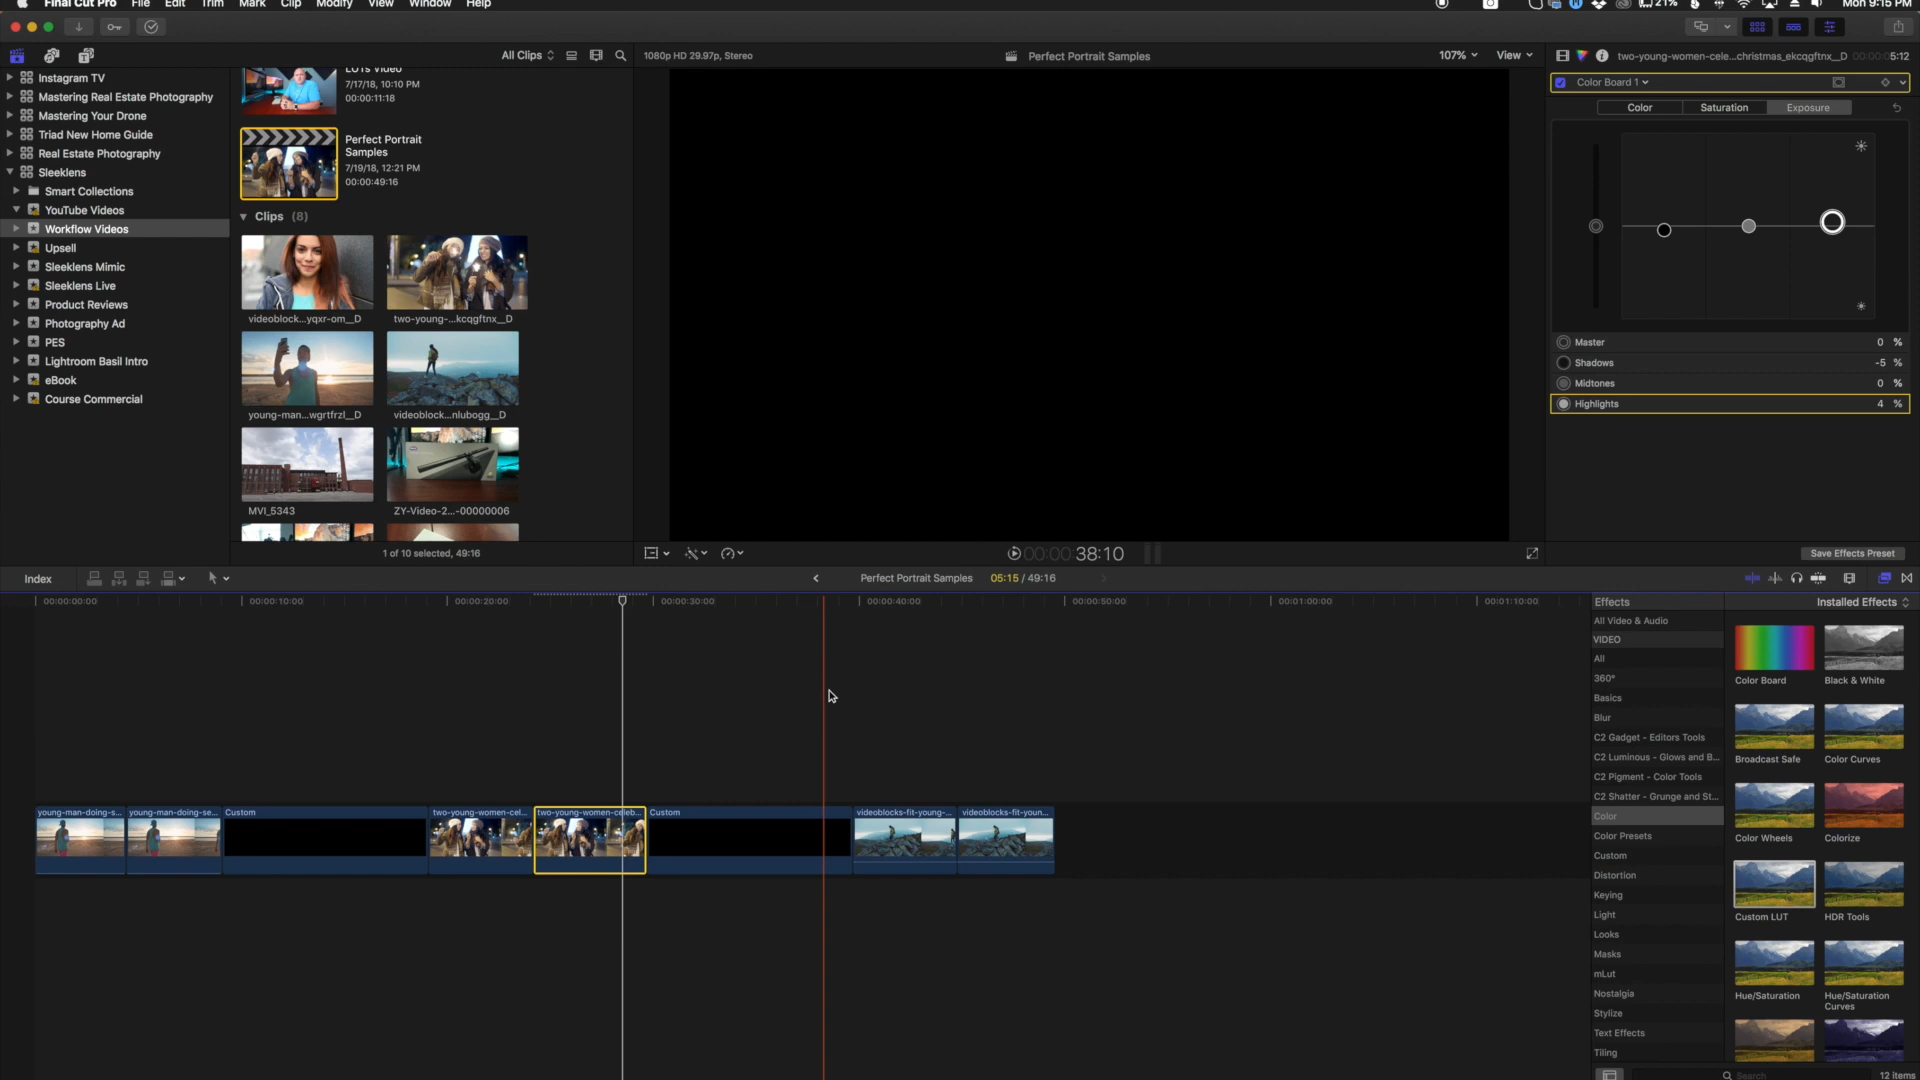 Final Cut Pro File Edit Trim Mark Clip Modify View Window Help 21% Mon 9:15 PM
All Clips
1080p HD 29.97p, Stereo
Perfect Portrait Samples
107% View
two-young-women-cele...christmas_ekcqgftnx__D 00:00:05:12
Instagram TV
Mastering Real Estate Photography
Mastering Your Drone
Triad New Home Guide
Real Estate Photography
Sleeklens
Smart Collections
YouTube Videos
Workflow Videos
Upsell
Sleeklens Mimic
Sleeklens Live
Product Reviews
Photography Ad
PES
Lightroom Basil Intro
eBook
Course Commercial
LUTs Video
7/17/18, 10:10 PM
00:00:11:18
Perfect Portrait
Samples
7/19/18, 12:21 PM
00:00:49:16
Clips (8)
videoblock...yqxr-om__D
two-young-...kcqgftnx__D
young-man...wgrtfrzl__D
videoblock...nlubogg__D
MVI_5343
ZY-Video-2...-00000006
1 of 10 selected, 49:16
00:00:00:38:10
Color Board 1
Color Saturation Exposure
Master 0 %
Shadows -5 %
Midtones 0 %
Highlights 4 %
Save Effects Preset
Index
Perfect Portrait Samples 05:15 / 49:16
00:00:00:00 00:00:10:00 00:00:20:00 00:00:30:00 00:00:40:00 00:00:50:00 00:01:00:00 00:01:10:00
young-man-doing-s... young-man-doing-se... Custom two-young-women-cel... two-young-women-celeb... Custom videoblocks-fit-young-... videoblocks-fit-youn...
Effects
Installed Effects
All Video & Audio
VIDEO
All
360°
Basics
Blur
C2 Gadget - Editors Tools
C2 Luminous - Glows and B...
C2 Pigment - Color Tools
C2 Shatter - Grunge and St...
Color
Color Presets
Custom
Distortion
Keying
Light
Looks
Masks
mLut
Nostalgia
Stylize
Text Effects
Tiling
Color Board
Black & White
Broadcast Safe
Color Curves
Color Wheels
Colorize
Custom LUT
HDR Tools
Hue/Saturation
Hue/Saturation
Curves
Search
12 items